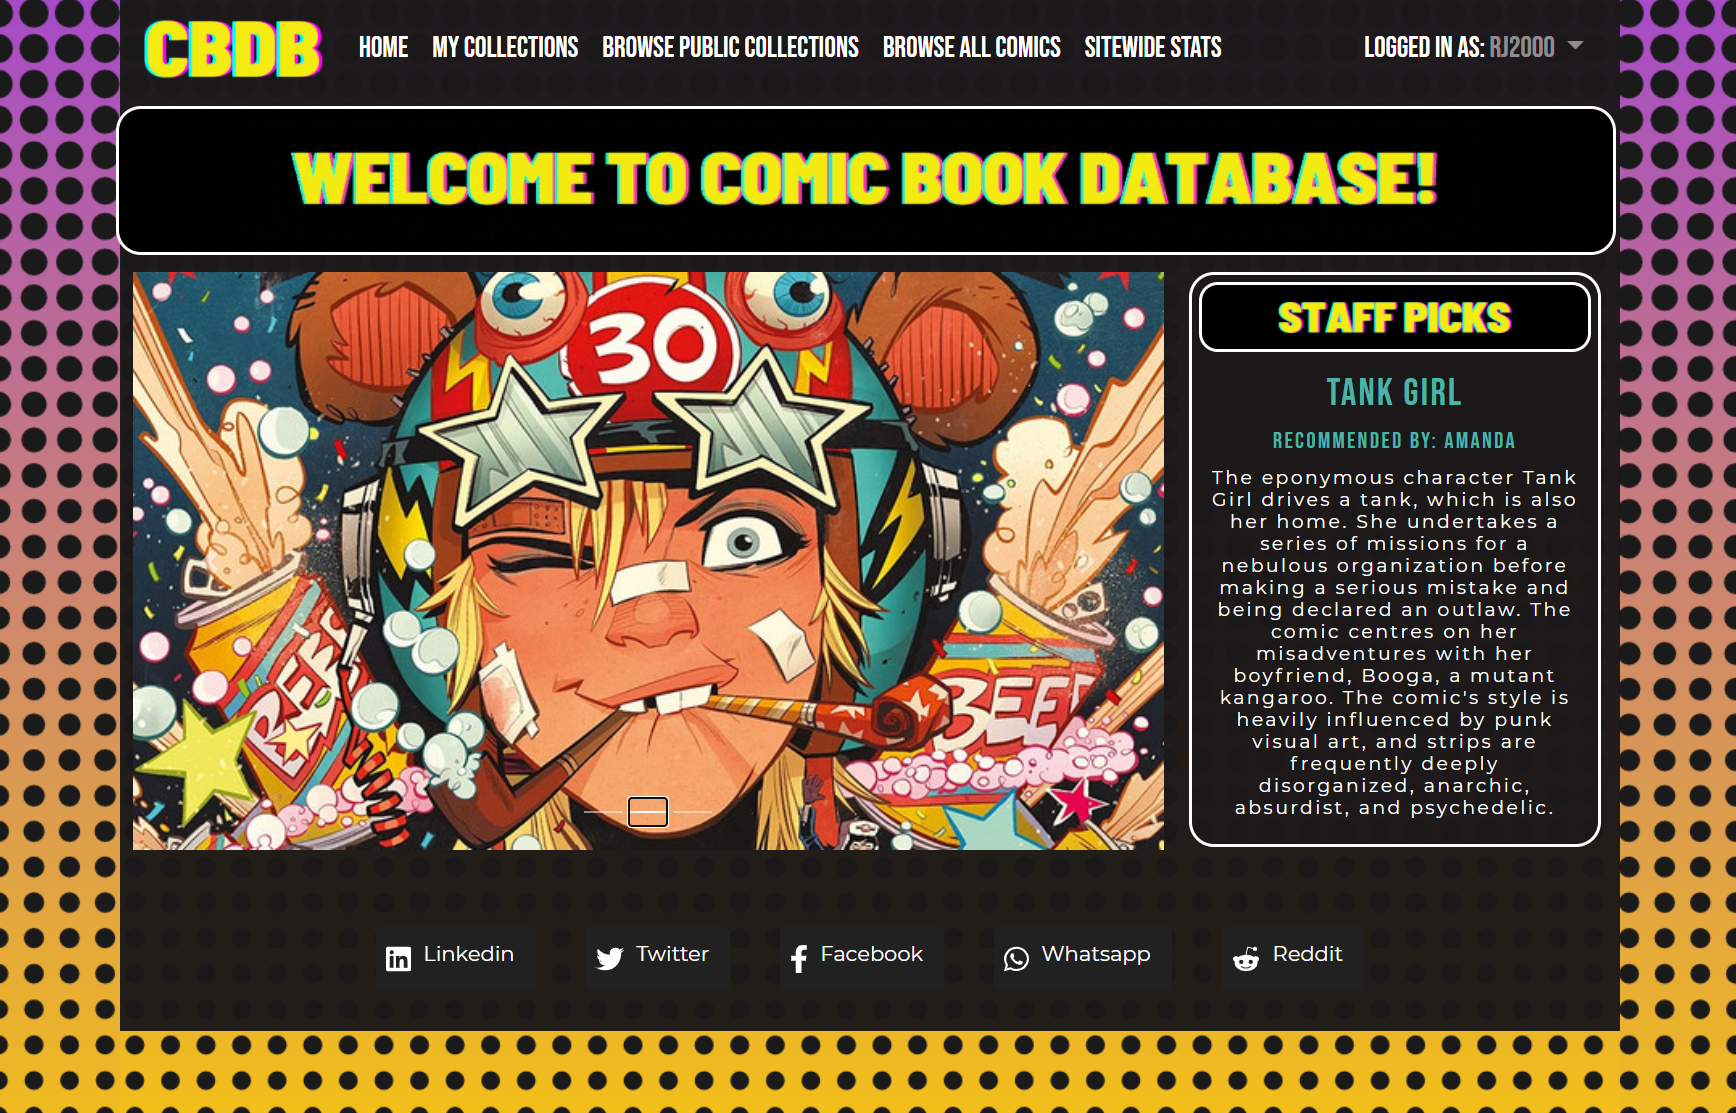 CBDB
HOME MY COLLECTIONS BROWSE PUBLIC COLLECTIONS BROWSE ALL COMICS SITEWIDE STATS LOGGED IN AS: RJ2000
WELCOME TO COMIC BOOK DATABASE!
30
BEER
BEER
STAFF PICKS
TANK GIRL
RECOMMENDED BY: AMANDA
The eponymous character Tank
Girl drives a tank, which is also
her home. She undertakes a
series of missions for a
nebulous organization before
making a serious mistake and
being declared an outlaw. The
comic centres on her
misadventures with her
boyfriend, Booga, a mutant
kangaroo. The comic's style is
heavily influenced by punk
visual art, and strips are
frequently deeply
disorganized, anarchic,
absurdist, and psychedelic.
Linkedin Twitter Facebook Whatsapp Reddit